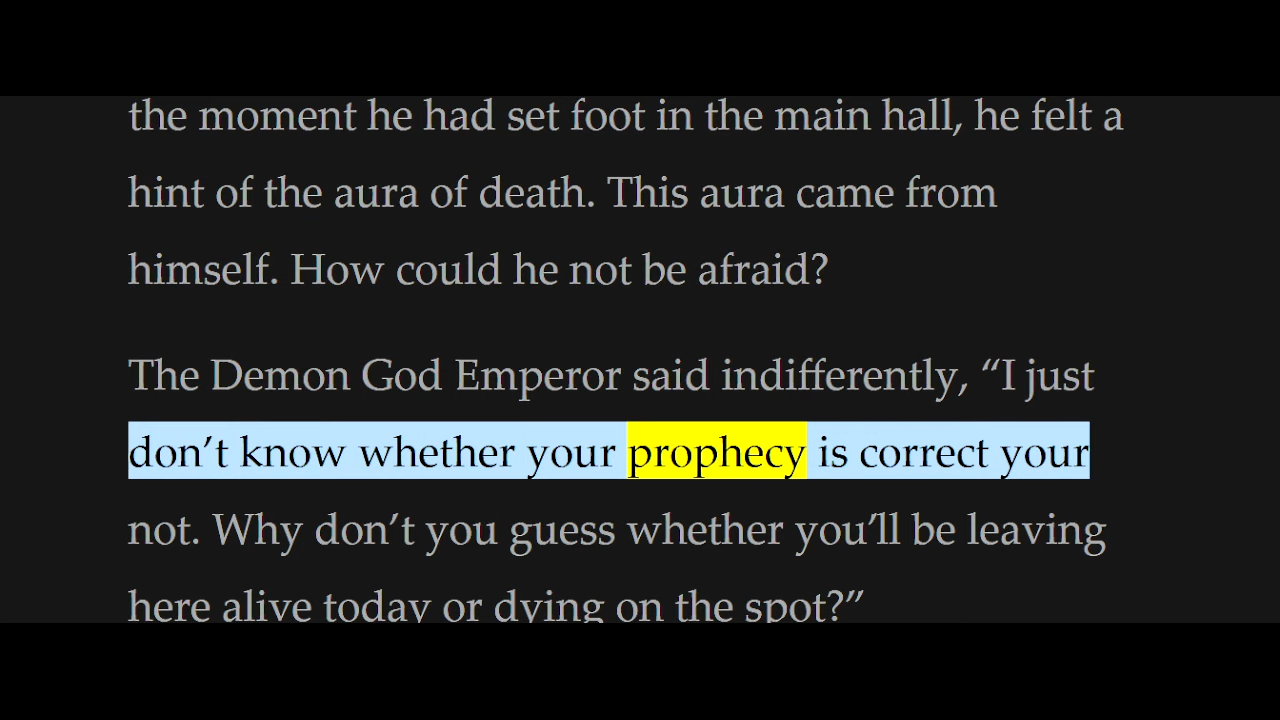 the moment he had set foot in the main hall, he felt a
hint of the aura of death. This aura came from
himself. How could he not be afraid?
The Demon God Emperor said indifferently, “I just
don’t know whether your prophecy is correct your
not. Why don’t you guess whether you’ll be leaving
here alive today or dying on the spot?”